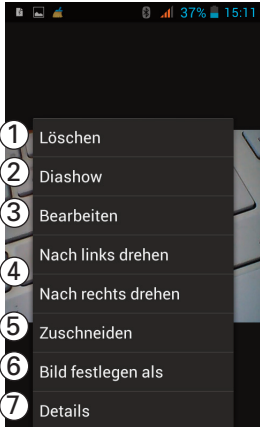 37% 15:11
1 Löschen
2 Diashow
3 Bearbeiten
Nach links drehen
4
Nach rechts drehen
5 Zuschneiden
6 Bild festlegen als
7 Details